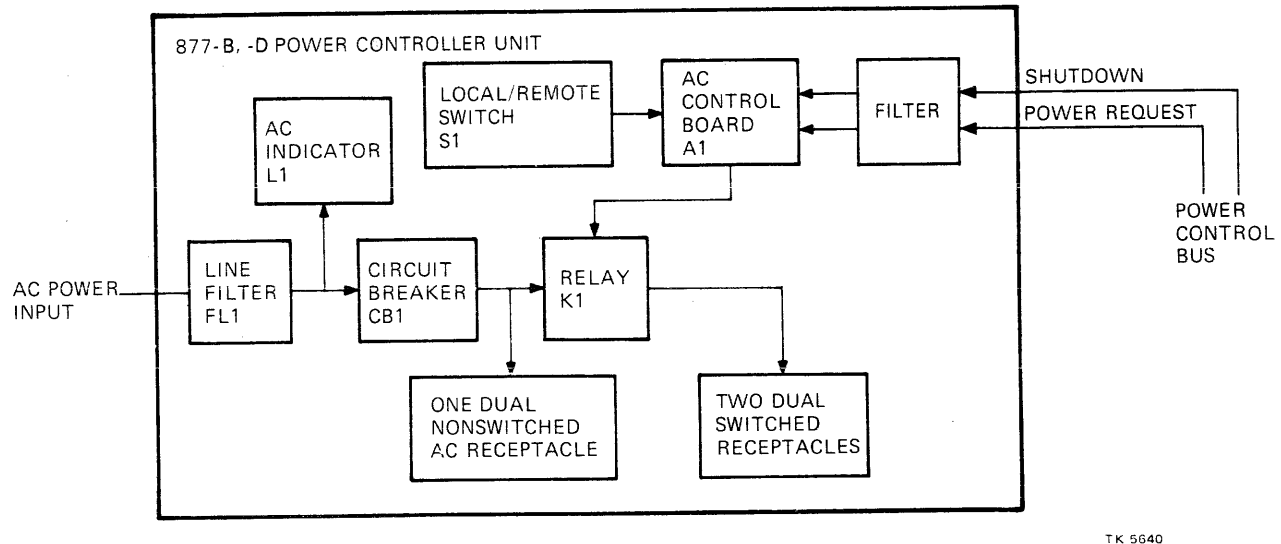 877-B, -D POWER CONTROLLER UNIT
LOCAL/REMOTE
SWITCH
S1
AC
CONTROL
BOARD
A1
FILTER
SHUTDOWN
POWER REQUEST
AC
INDICATOR
L1
POWER
CONTROL
BUS
AC POWER
INPUT
LINE
FILTER
FL1
CIRCUIT
BREAKER
CB1
RELAY
K1
ONE DUAL
NONSWITCHED
AC RECEPTACLE
TWO DUAL
SWITCHED
RECEPTACLES
TK 5640